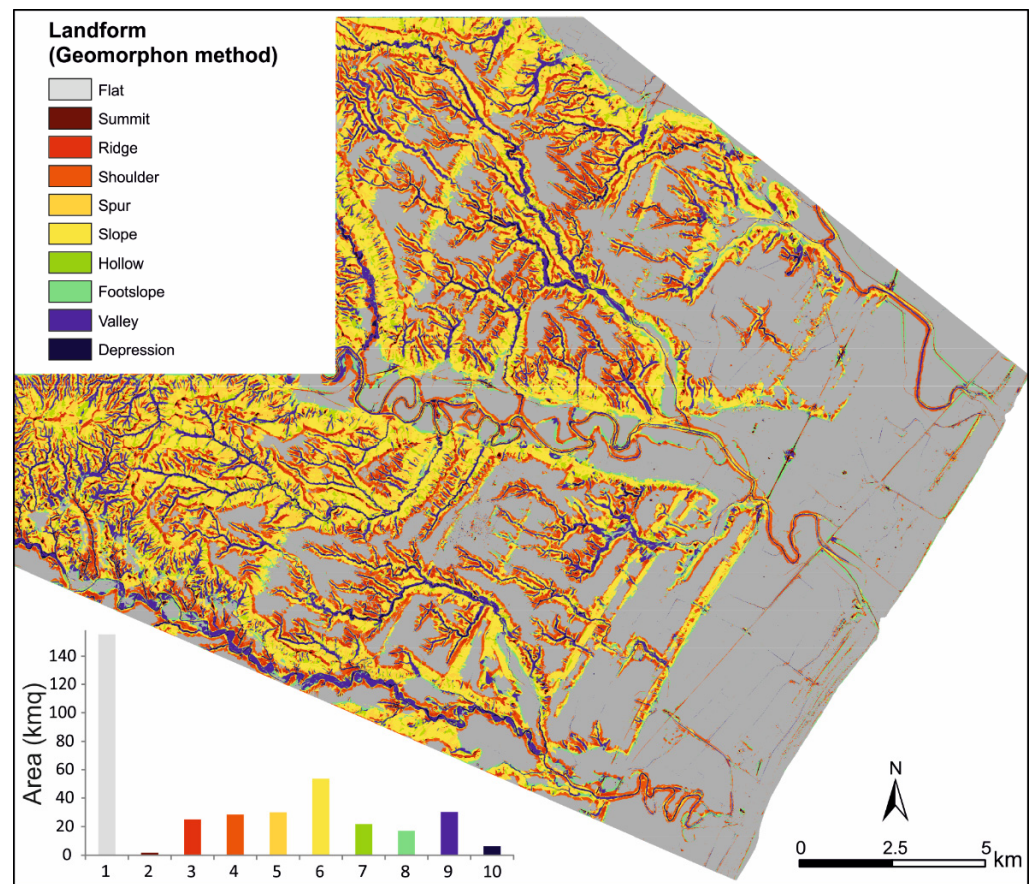 Landform
(Geomorphon method)
Flat
Summit
Ridge
Shoulder
Spur
Slope
Hollow
Footslope
Valley
Depression
Area (kmq)
140
120
100
80
60
40
20
0
1 2 3 4 5 6 7 8 9 10
N
0 2.5 5 km